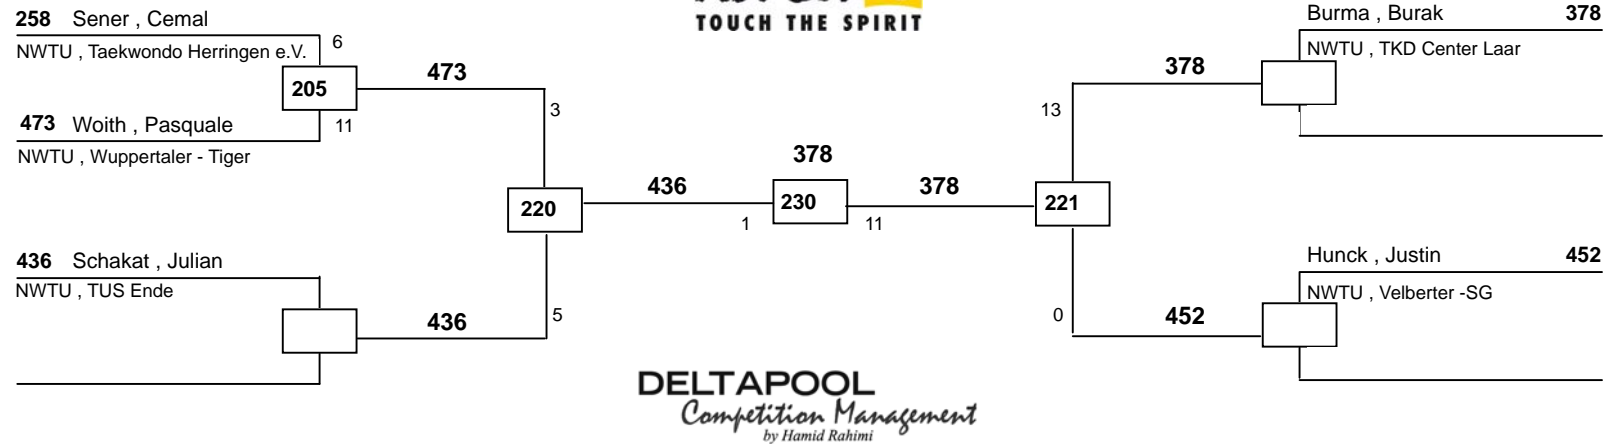 TOUCH THE SPIRIT
258 Sener , Cemal
6
NWTU , Taekwondo Herringen e.V.
205
473
3
473 Woith , Pasquale
11
NWTU , Wuppertaler - Tiger
220
436
1
378
230
378
11
436 Schakat , Julian
NWTU , TUS Ende
436
5
Burma , Burak 378
NWTU , TKD Center Laar
378
13
221
Hunck , Justin 452
NWTU , Velberter -SG
452
0
DELTAPOOL
Competition Management
by Hamid Rahimi